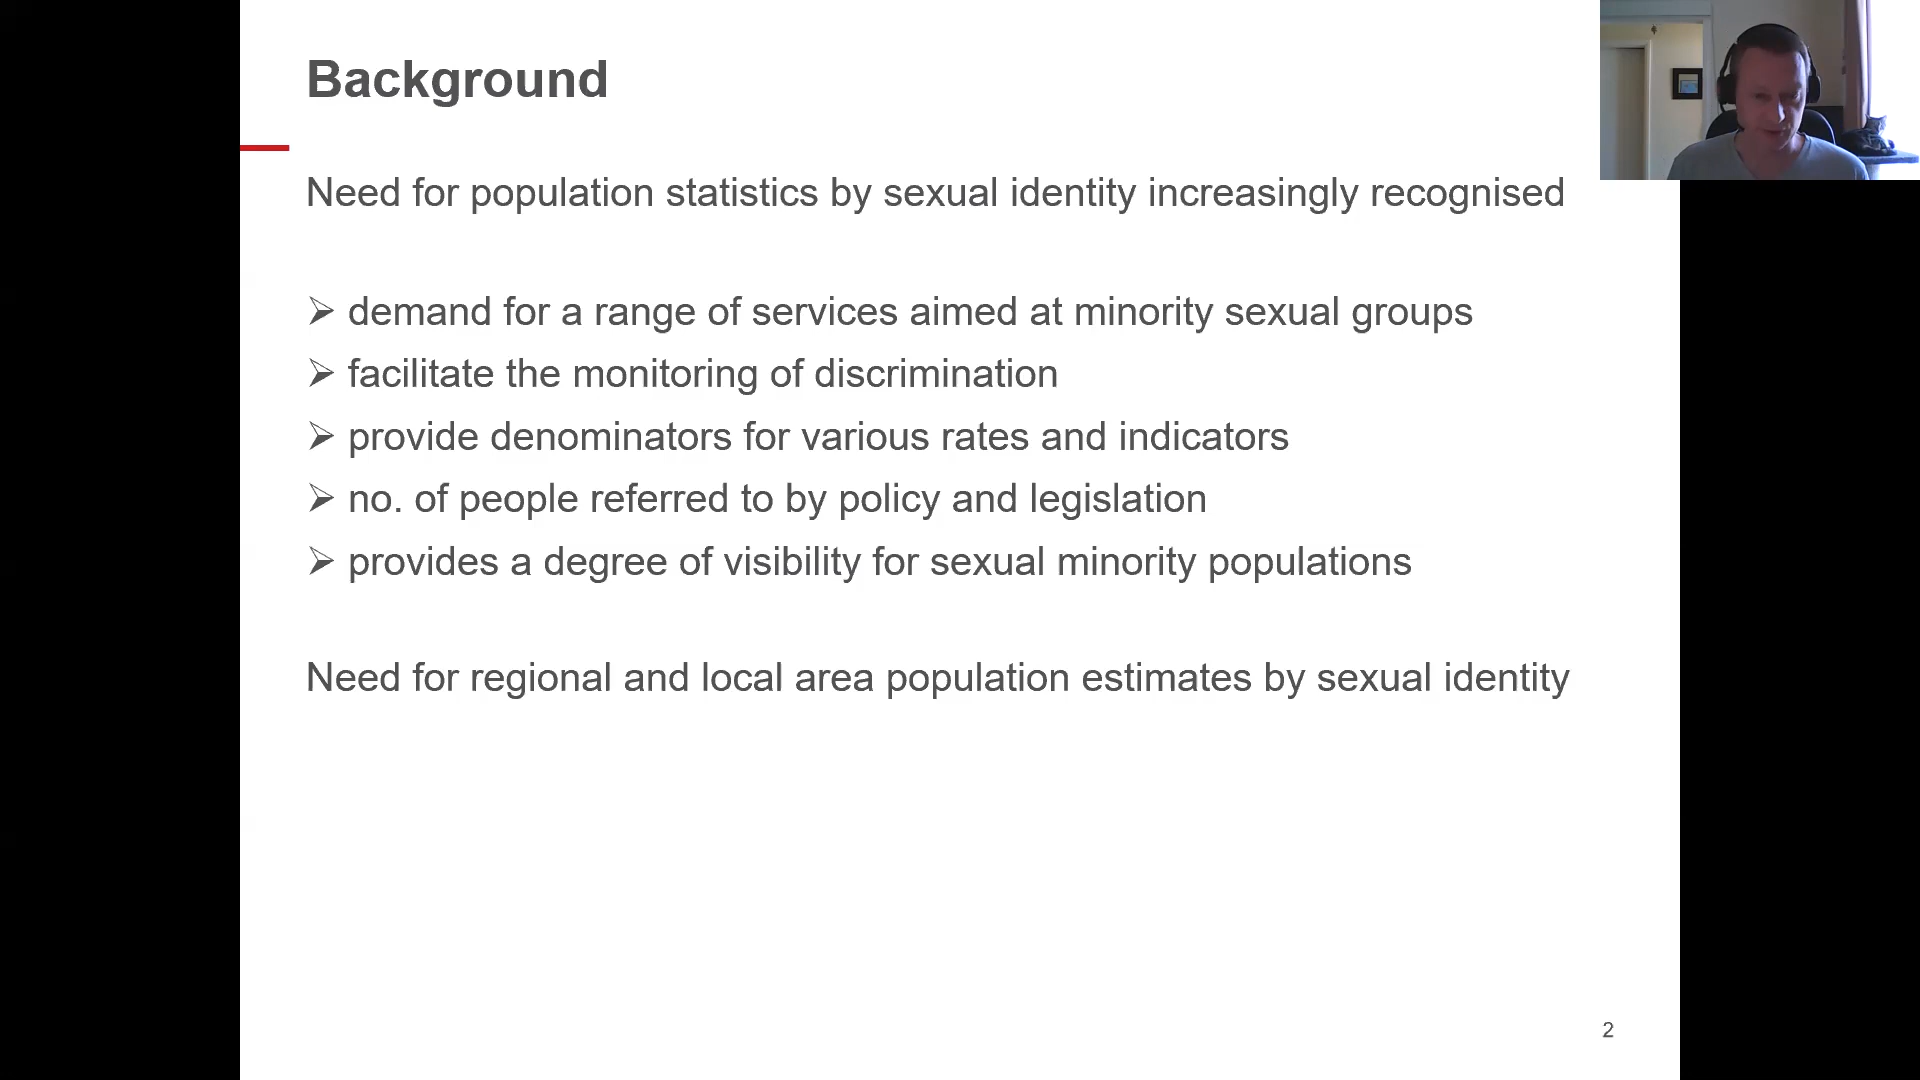 Background
Need for population statistics by sexual identity increasingly recognised
➢ demand for a range of services aimed at minority sexual groups
➢ facilitate the monitoring of discrimination
➢ provide denominators for various rates and indicators
➢ no. of people referred to by policy and legislation
➢ provides a degree of visibility for sexual minority populations
Need for regional and local area population estimates by sexual identity
2